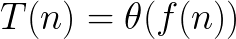 T(n) = θ(f(n))